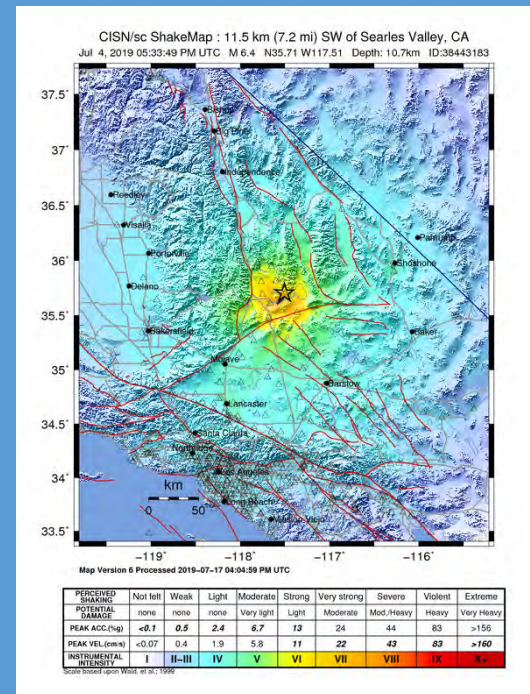 CISN/sc ShakeMap : 11.5 km (7.2 mi) SW of Searles Valley, CA
Jul 4, 2019 05:33:49 PM UTC M 6.4 N35.71 W117.51 Depth: 10.7km ID:38443183
37.5°
Bishop
Big Pine
37°
Independence
Reedley
36.5°
Visalia
Pahrump
36°
Porterville
Shoshone
Delano
35.5°
Bakersfield
Baker
Mojave
35°
Barstow
Lancaster
34.5°
Santa Clarita
Northridge
34°
Los Angeles
km
0 50
Long Beach
Mission Viejo
33.5°
-119° -118° -117° -116°
Map Version 6 Processed 2019-07-17 04:04:59 PM UTC
PERCEIVED SHAKING Not felt Weak Light Moderate Strong Very strong Severe Violent Extreme
POTENTIAL DAMAGE none none none Very light Light Moderate Mod./Heavy Heavy Very Heavy
PEAK ACC.(%g) <0.1 0.5 2.4 6.7 13 24 44 83 >156
PEAK VEL.(cm/s) <0.07 0.4 1.9 5.8 11 22 43 83 >160
INSTRUMENTAL INTENSITY I II-III IV V VI VII VIII IX X+
Scale based upon Wald, et al.; 1999